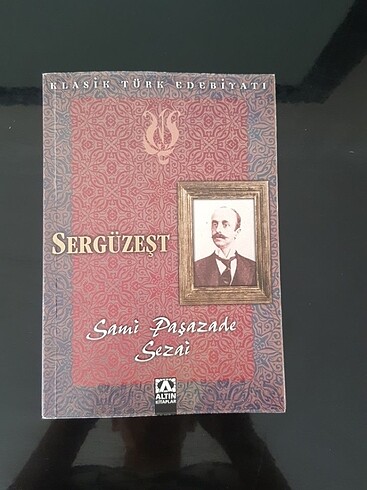 KLASİK TÜRK EDEBİYATI
SERGÜZEŞT
Sami Paşazade
Sezai
ALTIN
KİTAPLAR